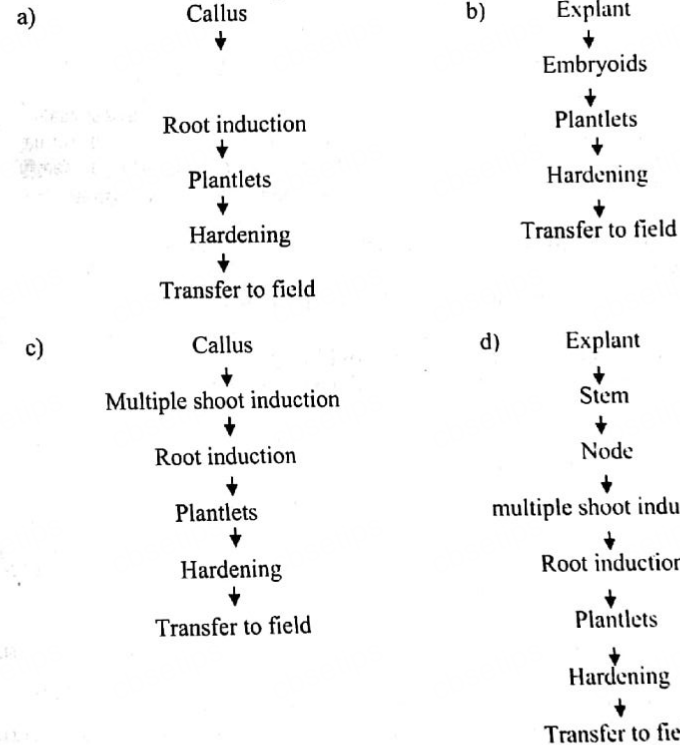 a) Callus
↓
Root induction
↓
Plantlets
↓
Hardening
↓
Transfer to field
b) Explant
↓
Embryoids
↓
Plantlets
↓
Hardening
↓
Transfer to field
c) Callus
↓
Multiple shoot induction
↓
Root induction
↓
Plantlets
↓
Hardening
↓
Transfer to field
d) Explant
↓
Stem
↓
Node
↓
multiple shoot indu
↓
Root induction
↓
Plantlets
↓
Hardening
↓
Transfer to fie